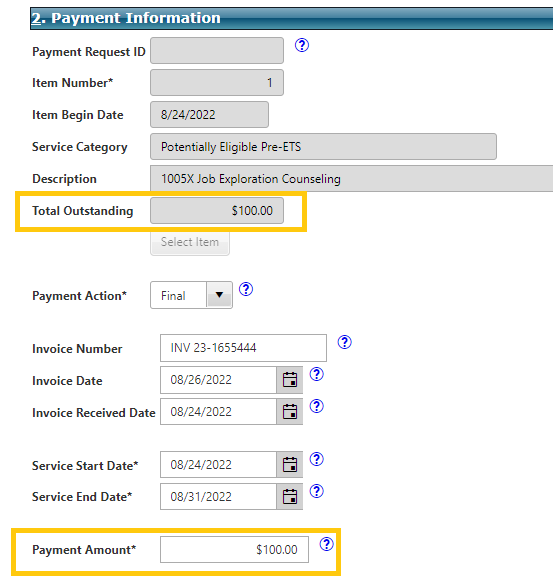 2. Payment Information
Payment Request ID ?
Item Number* 1
Item Begin Date 8/24/2022
Service Category Potentially Eligible Pre-ETS
Description 1005X Job Exploration Counseling
Total Outstanding $100.00
Select Item
Payment Action* Final ?
Invoice Number INV 23-1655444 ?
Invoice Date 08/26/2022 ?
Invoice Received Date 08/24/2022 ?
Service Start Date* 08/24/2022 ?
Service End Date* 08/31/2022 ?
Payment Amount* $100.00 ?